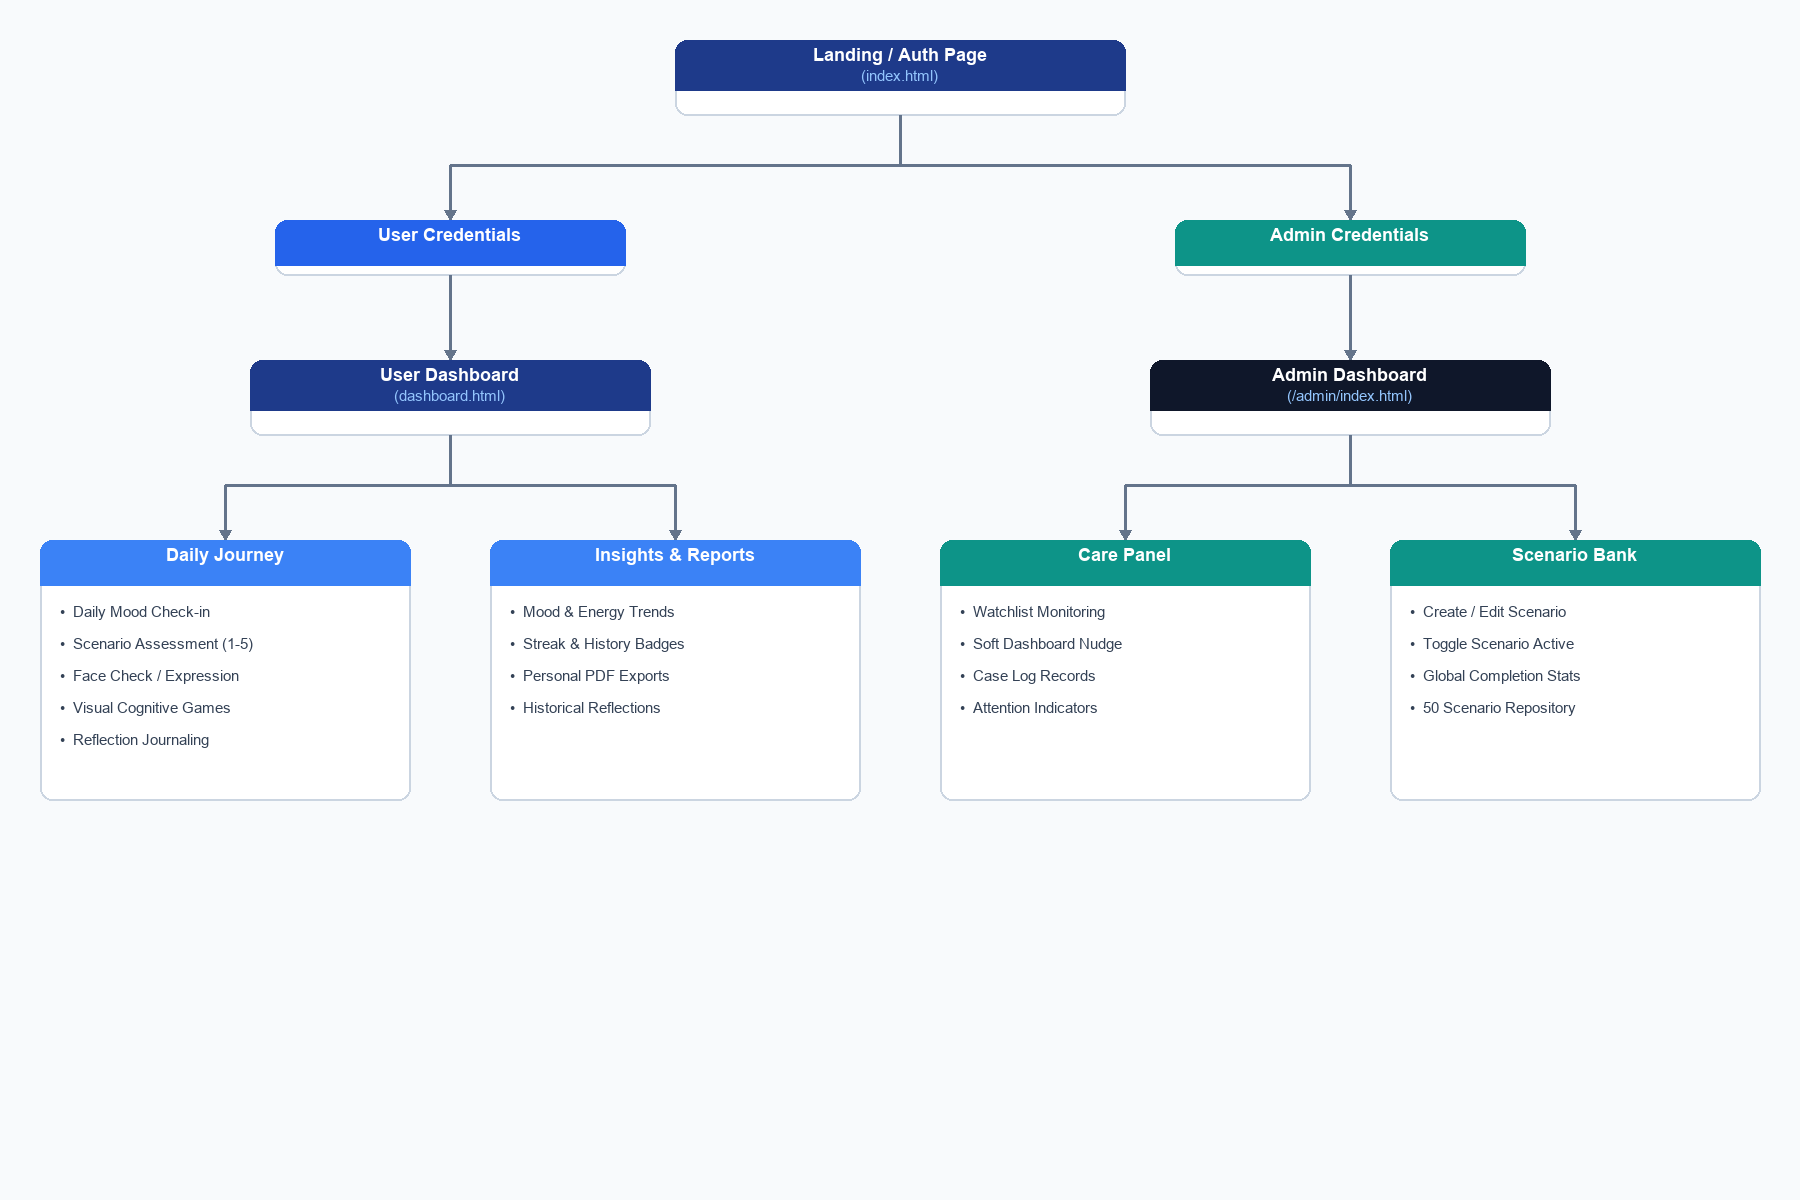 Landing / Auth Page
(index.html)
User Credentials
Admin Credentials
User Dashboard
(dashboard.html)
Admin Dashboard
(/admin/index.html)
Daily Journey
• Daily Mood Check-in
• Scenario Assessment (1-5)
• Face Check / Expression
• Visual Cognitive Games
• Reflection Journaling
Insights & Reports
• Mood & Energy Trends
• Streak & History Badges
• Personal PDF Exports
• Historical Reflections
Care Panel
• Watchlist Monitoring
• Soft Dashboard Nudge
• Case Log Records
• Attention Indicators
Scenario Bank
• Create / Edit Scenario
• Toggle Scenario Active
• Global Completion Stats
• 50 Scenario Repository